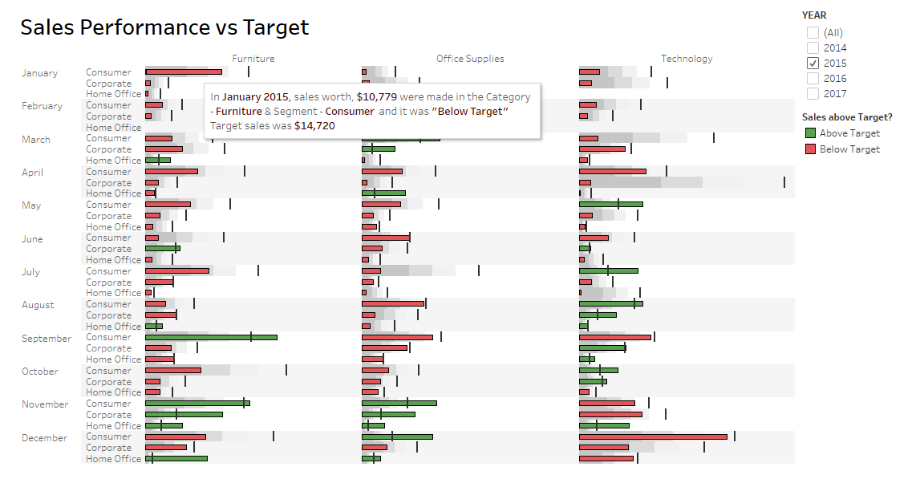 Sales Performance vs Target
YEAR
(All)
2014
2015
2016
2017
Sales above Target?
Above Target
Below Target
Furniture Office Supplies Technology
January Consumer
Corporate
Home Office
February Consumer
Corporate
Home Office
March Consumer
Corporate
Home Office
April Consumer
Corporate
Home Office
May Consumer
Corporate
Home Office
June Consumer
Corporate
Home Office
July Consumer
Corporate
Home Office
August Consumer
Corporate
Home Office
September Consumer
Corporate
Home Office
October Consumer
Corporate
Home Office
November Consumer
Corporate
Home Office
December Consumer
Corporate
Home Office
In January 2015, sales worth, $10,779 were made in the Category
- Furniture & Segment - Consumer and it was "Below Target"
Target sales was $14,720